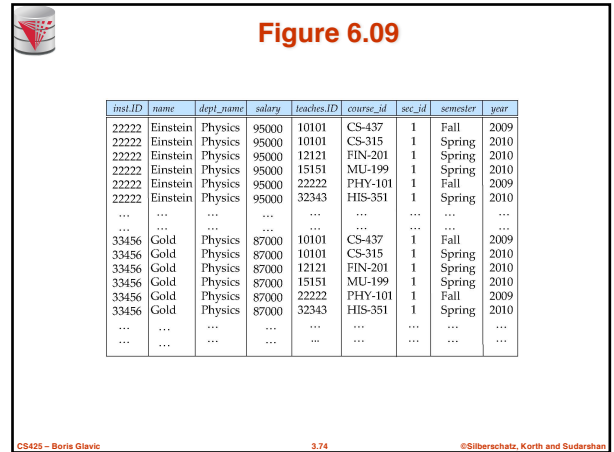 Figure 6.09
inst.ID name dept_name salary teaches.ID course_id sec_id semester year
22222 Einstein Physics 95000 10101 CS-437 1 Fall 2009
22222 Einstein Physics 95000 10101 CS-315 1 Spring 2010
22222 Einstein Physics 95000 12121 FIN-201 1 Spring 2010
22222 Einstein Physics 95000 15151 MU-199 1 Spring 2010
22222 Einstein Physics 95000 22222 PHY-101 1 Fall 2009
22222 Einstein Physics 95000 32343 HIS-351 1 Spring 2010
... ... ... ... ... ... ... ... ...
... ... ... ... ... ... ... ... ...
33456 Gold Physics 87000 10101 CS-437 1 Fall 2009
33456 Gold Physics 87000 10101 CS-315 1 Spring 2010
33456 Gold Physics 87000 12121 FIN-201 1 Spring 2010
33456 Gold Physics 87000 15151 MU-199 1 Spring 2010
33456 Gold Physics 87000 22222 PHY-101 1 Fall 2009
33456 Gold Physics 87000 32343 HIS-351 1 Spring 2010
... ... ... ... ... ... ... ... ...
... ... ... ... ... ... ... ... ...
CS425 – Boris Glavic 3.74 ©Silberschatz, Korth and Sudarshan